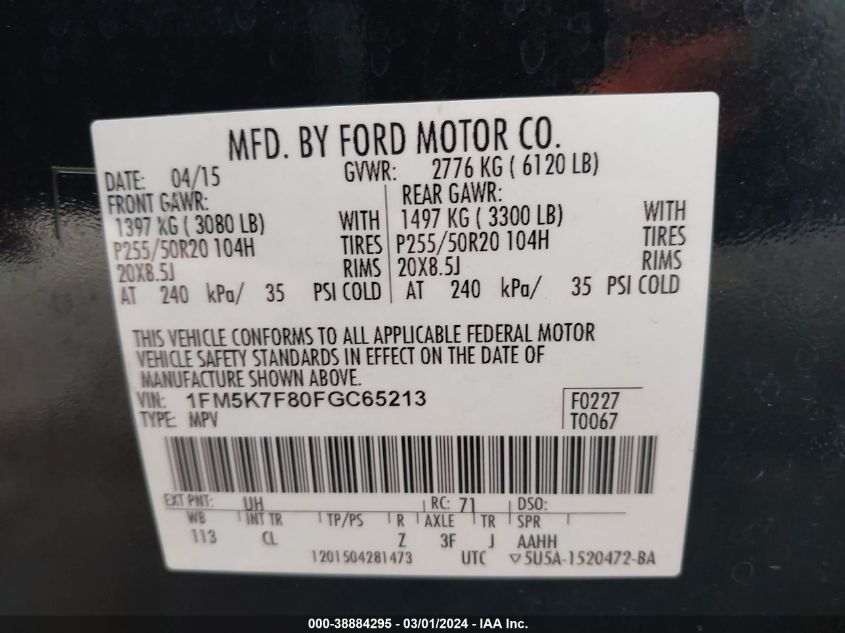 MFD. BY FORD MOTOR CO.
DATE: 04/15 GVWR: 2776 KG ( 6120 LB)
FRONT GAWR: REAR GAWR:
1397 KG ( 3080 LB) WITH 1497 KG ( 3300 LB) WITH
P255/50R20 104H TIRES P255/50R20 104H TIRES
20X8.5J RIMS 20X8.5J RIMS
AT 240 kPa/ 35 PSI COLD AT 240 kPa/ 35 PSI COLD
THIS VEHICLE CONFORMS TO ALL APPLICABLE FEDERAL MOTOR
VEHICLE SAFETY STANDARDS IN EFFECT ON THE DATE OF
MANUFACTURE SHOWN ABOVE.
VIN: 1FM5K7F80FGC65213 F0227
TYPE: MPV T0067
EXT PNT: UH RC: 71 DSO:
WB INT TR TP/PS R AXLE TR SPR
113 CL Z 3F J AAHH
1201504281473 UTC ▽5U5A-1520472-BA
000-38884295 - 03/01/2024 - IAAI, Inc.